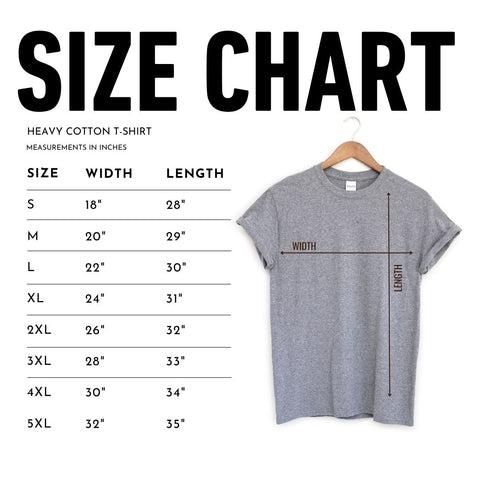 SIZE CHART
HEAVY COTTON T-SHIRT
MEASUREMENTS IN INCHES
SIZE WIDTH LENGTH
S 18" 28"
M 20" 29"
L 22" 30"
XL 24" 31"
2XL 26" 32"
3XL 28" 33"
4XL 30" 34"
5XL 32" 35"
WIDTH
LENGTH